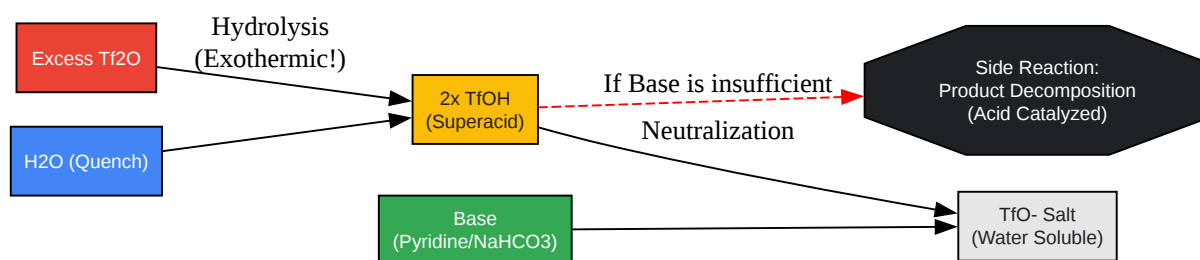 Excess Tf2O
Hydrolysis
(Exothermic!)
H2O (Quench)
2x TfOH
(Superacid)
If Base is insufficient
Neutralization
Side Reaction:
Product Decomposition
(Acid Catalyzed)
Base
(Pyridine/NaHCO3)
TfO- Salt
(Water Soluble)